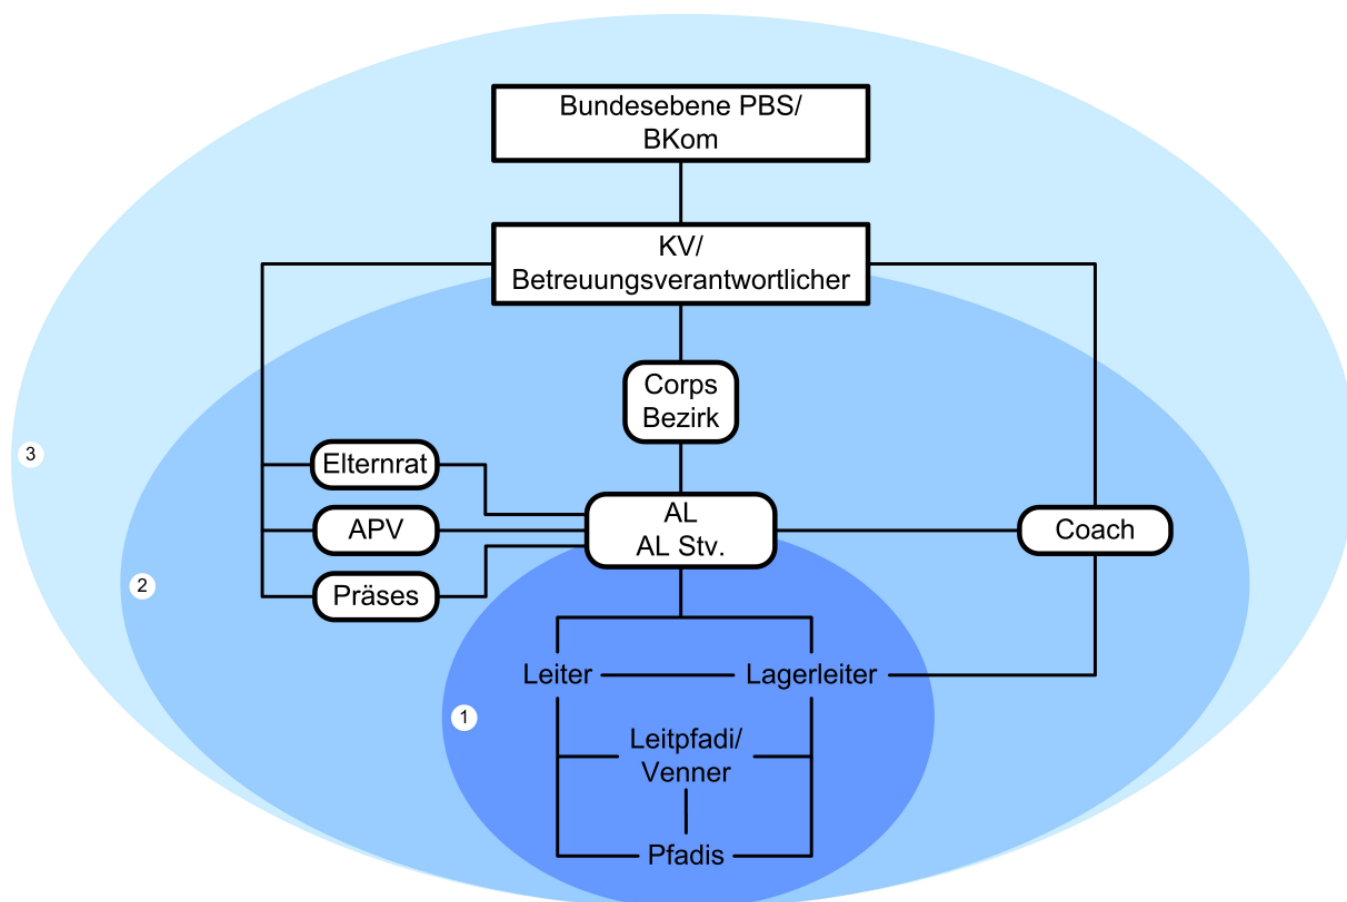 Bundesebene PBS/
BKom
KV/
Betreuungsverantwortlicher
Corps
Bezirk
3
Elternrat
AL
AL Stv.
APV
Coach
2
Präses
Leiter
Lagerleiter
1
Leitpfadi/
Venner
Pfadis